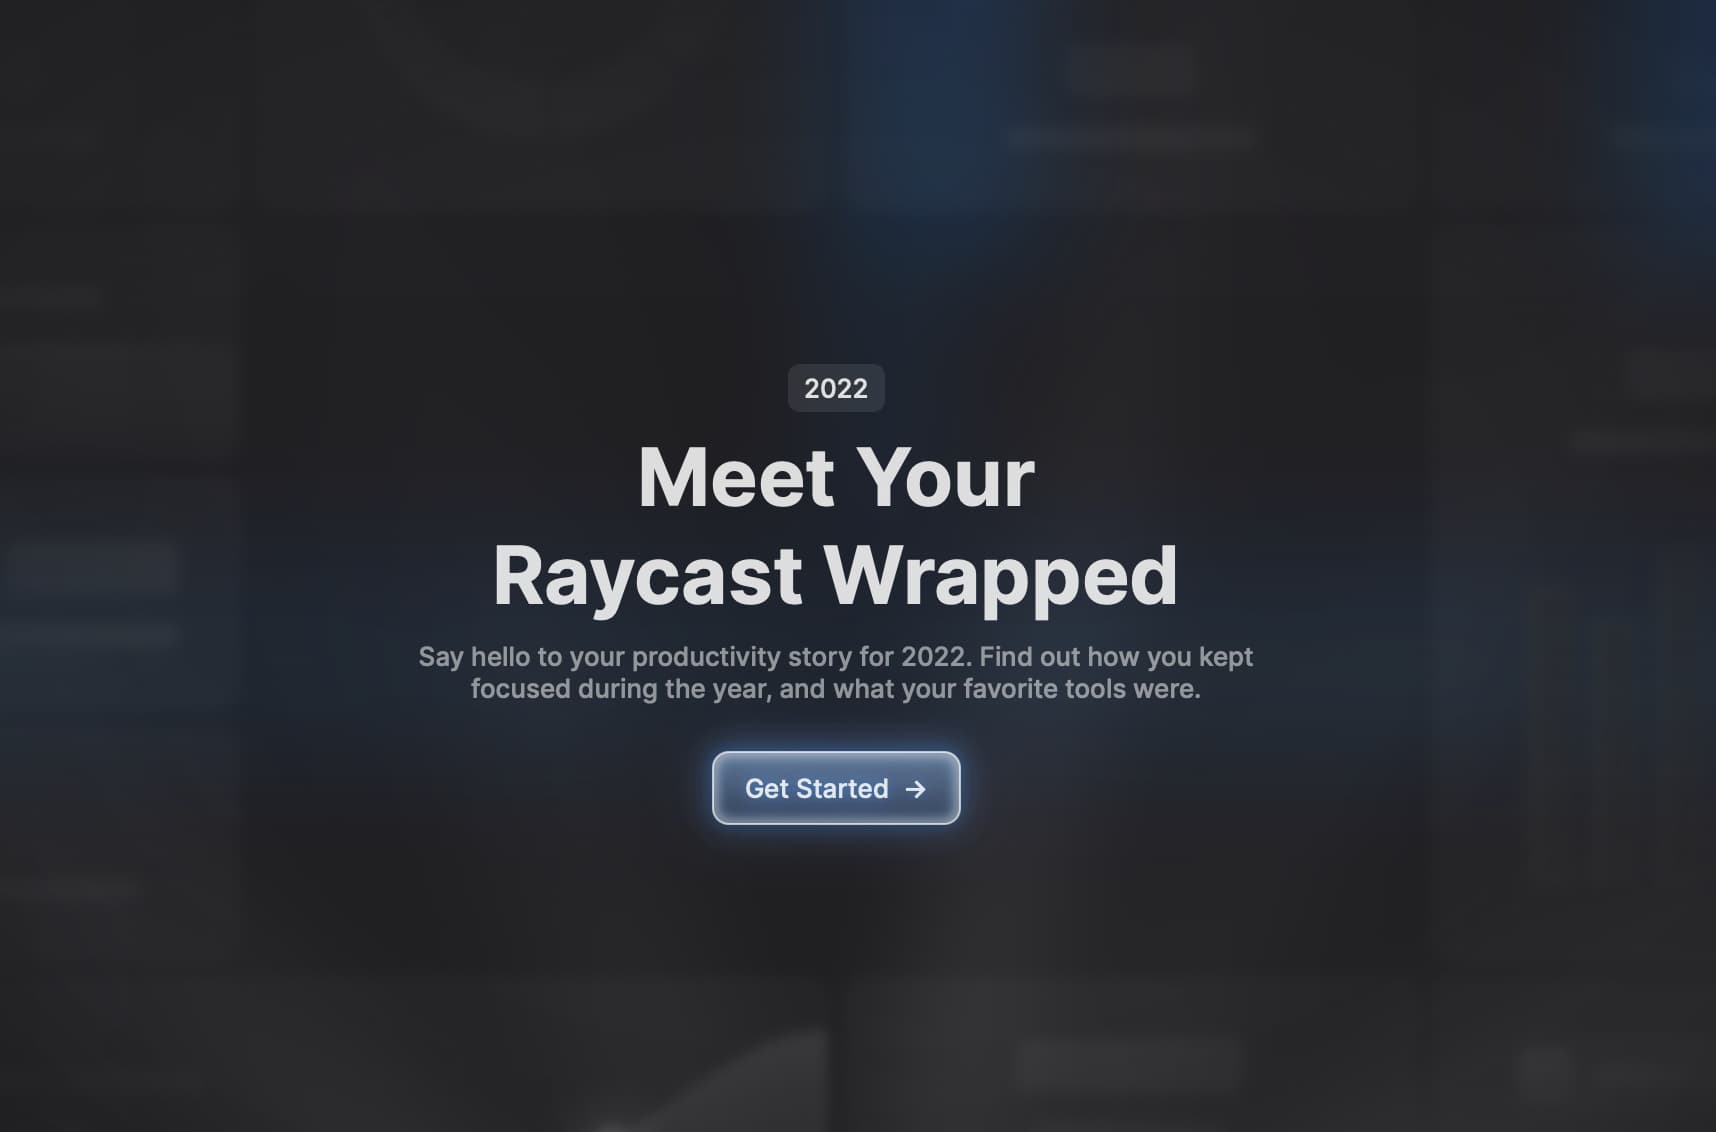 2022
Meet Your
Raycast Wrapped
Say hello to your productivity story for 2022. Find out how you kept
focused during the year, and what your favorite tools were.
Get Started →